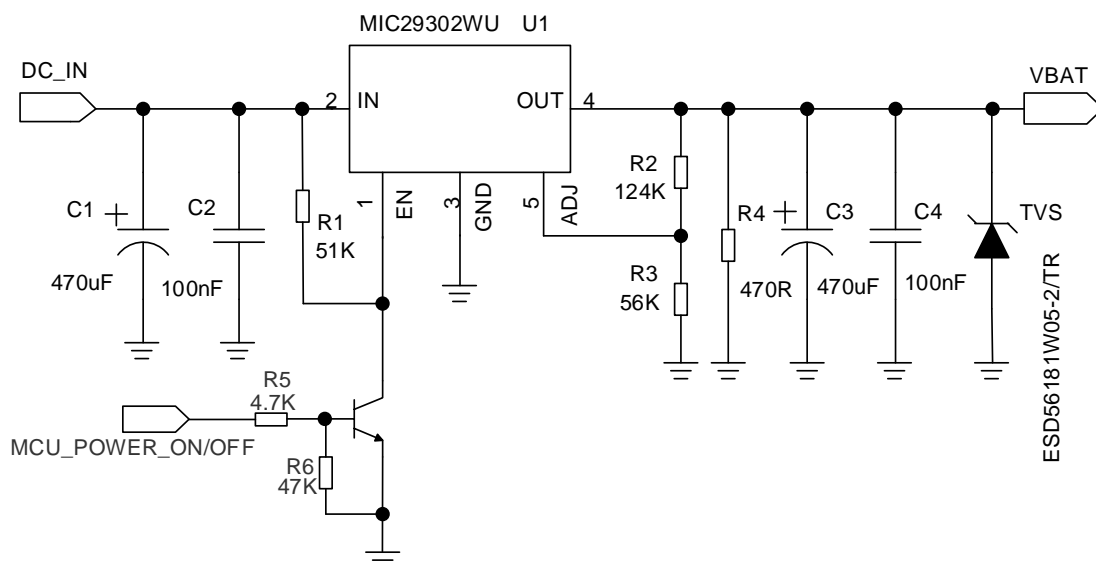 MIC29302WU U1
DC_IN
VBAT
2
IN
OUT
4
1
EN
3
GND
5
ADJ
R2
124K
C1
+
470uF
C2
100nF
R1
51K
R3
56K
R4
470R
+
C3
470uF
C4
100nF
TVS
ESD56181W05-2/TR
R5
4.7K
MCU_POWER_ON/OFF
R6
47K